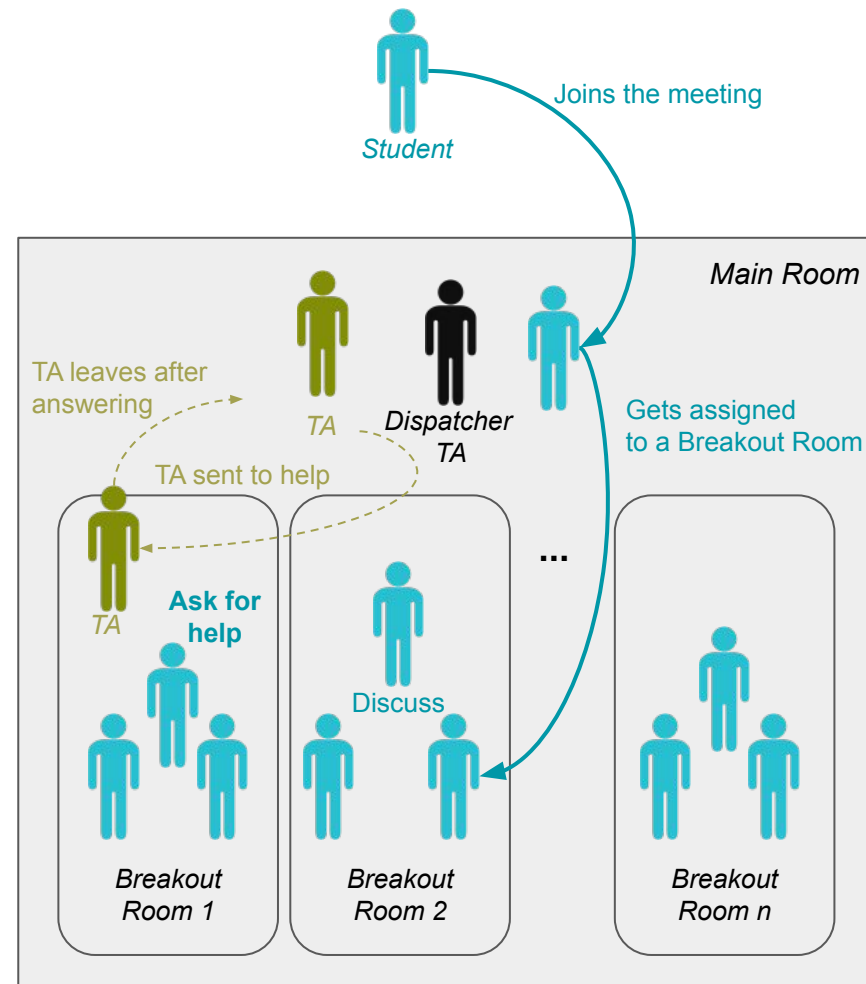 Joins the meeting
Student
Main Room
TA leaves after
answering
TA
Dispatcher
TA
Gets assigned
to a Breakout Room
TA sent to help
TA
Ask for
help
...
Discuss
Breakout
Room 1
Breakout
Room 2
Breakout
Room n